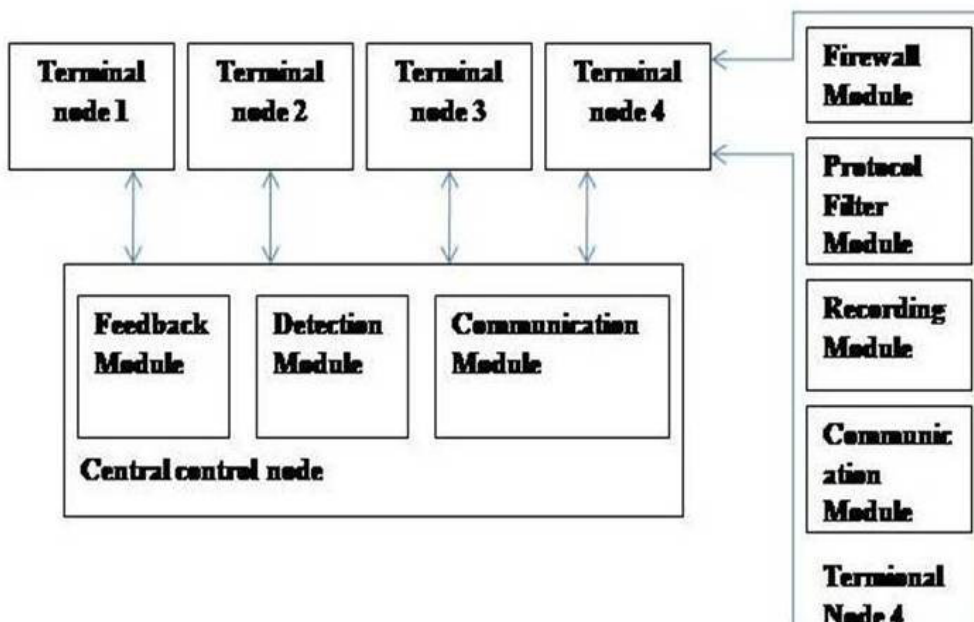 Terminal
node 1
Terminal
node 2
Terminal
node 3
Terminal
node 4
Feedback
Module
Detection
Module
Communication
Module
Central control node
Firewall
Module
Protocol
Filter
Module
Recording
Module
Communic
ation
Module
Termional
Node 4